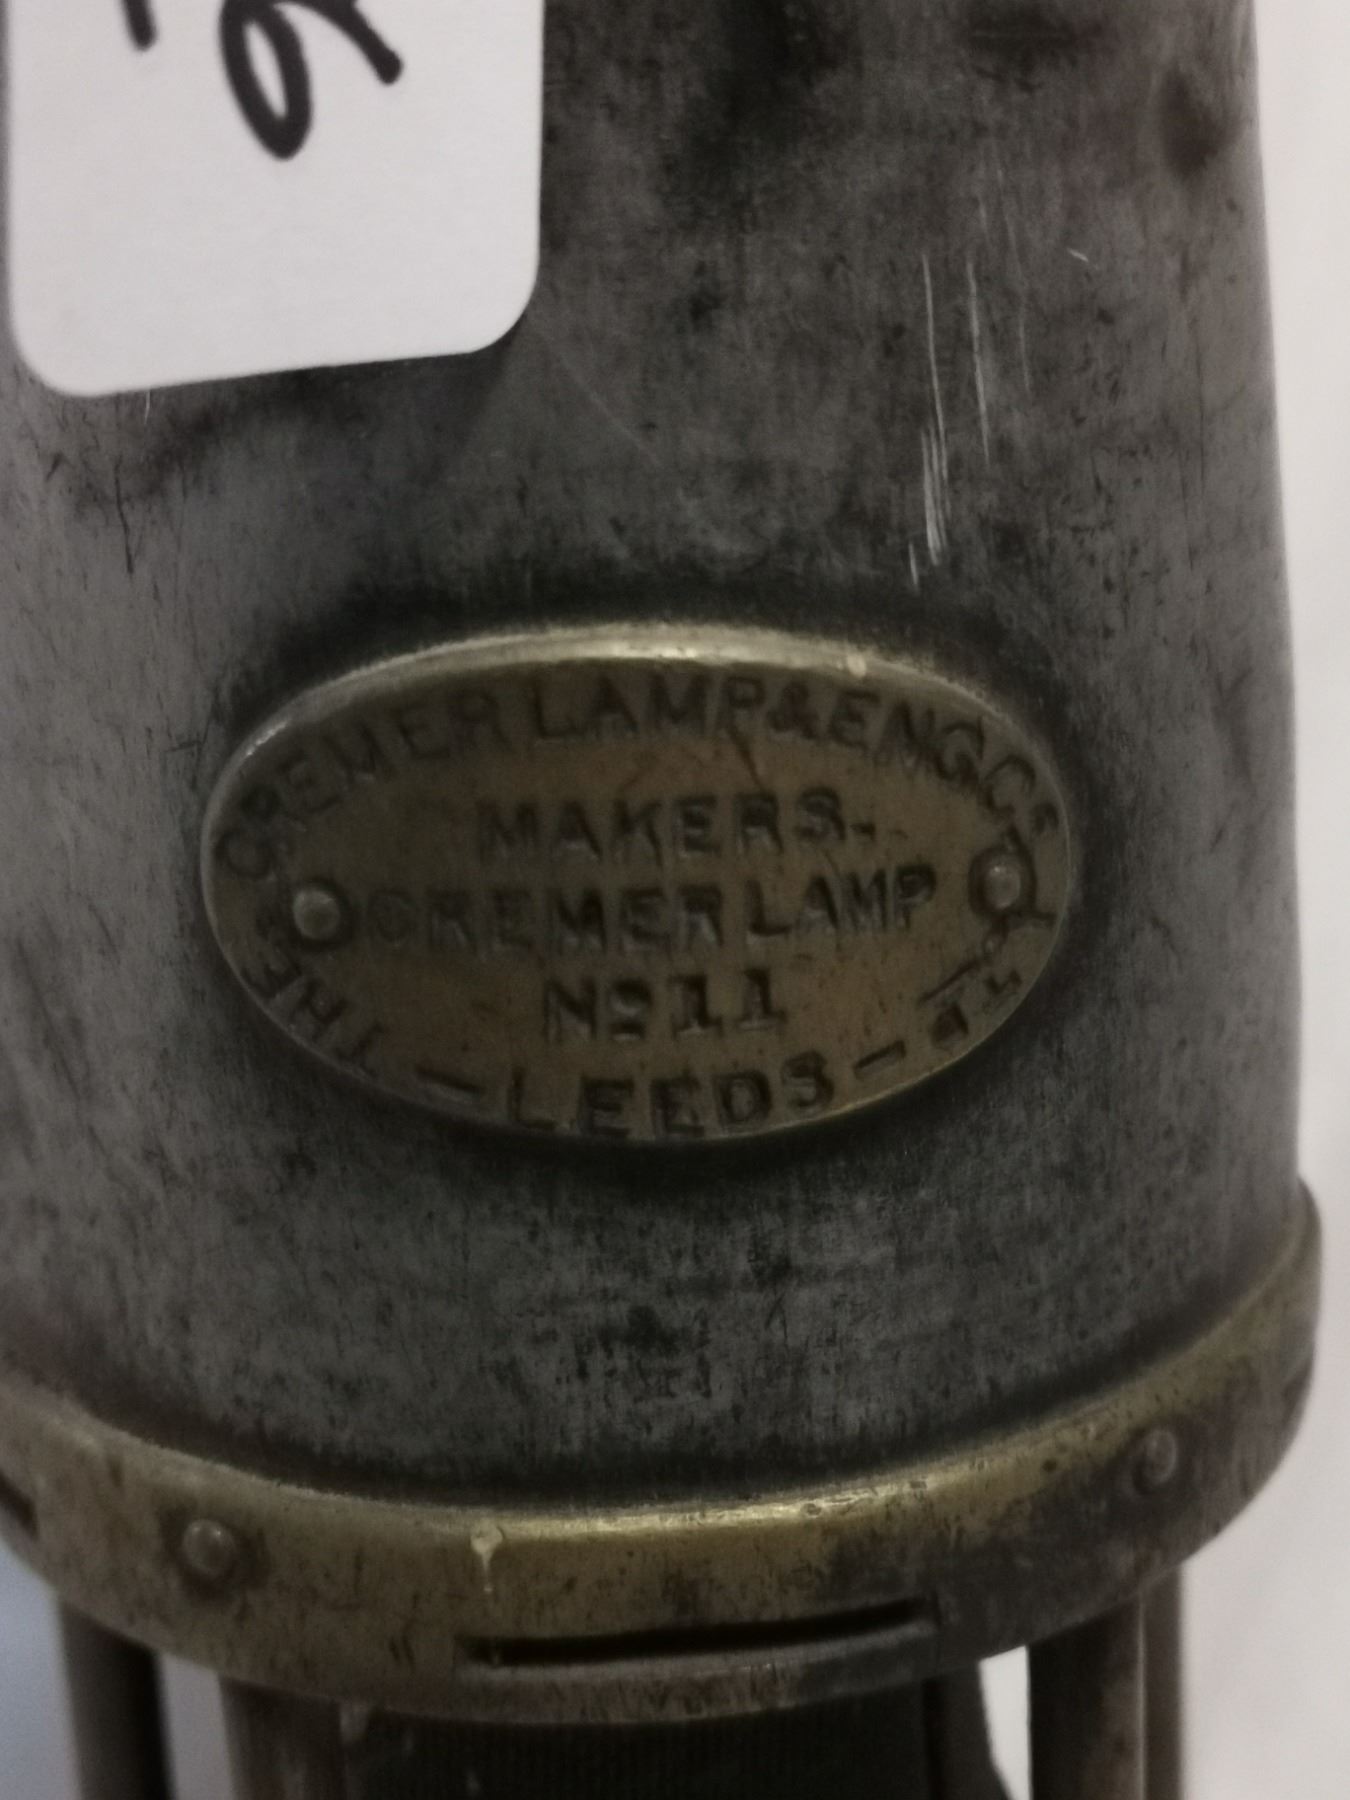 THE CREMER LAMP & ENG. Cº LTD
MAKERS.
CREMER LAMP
Nº 11
— LEEDS —